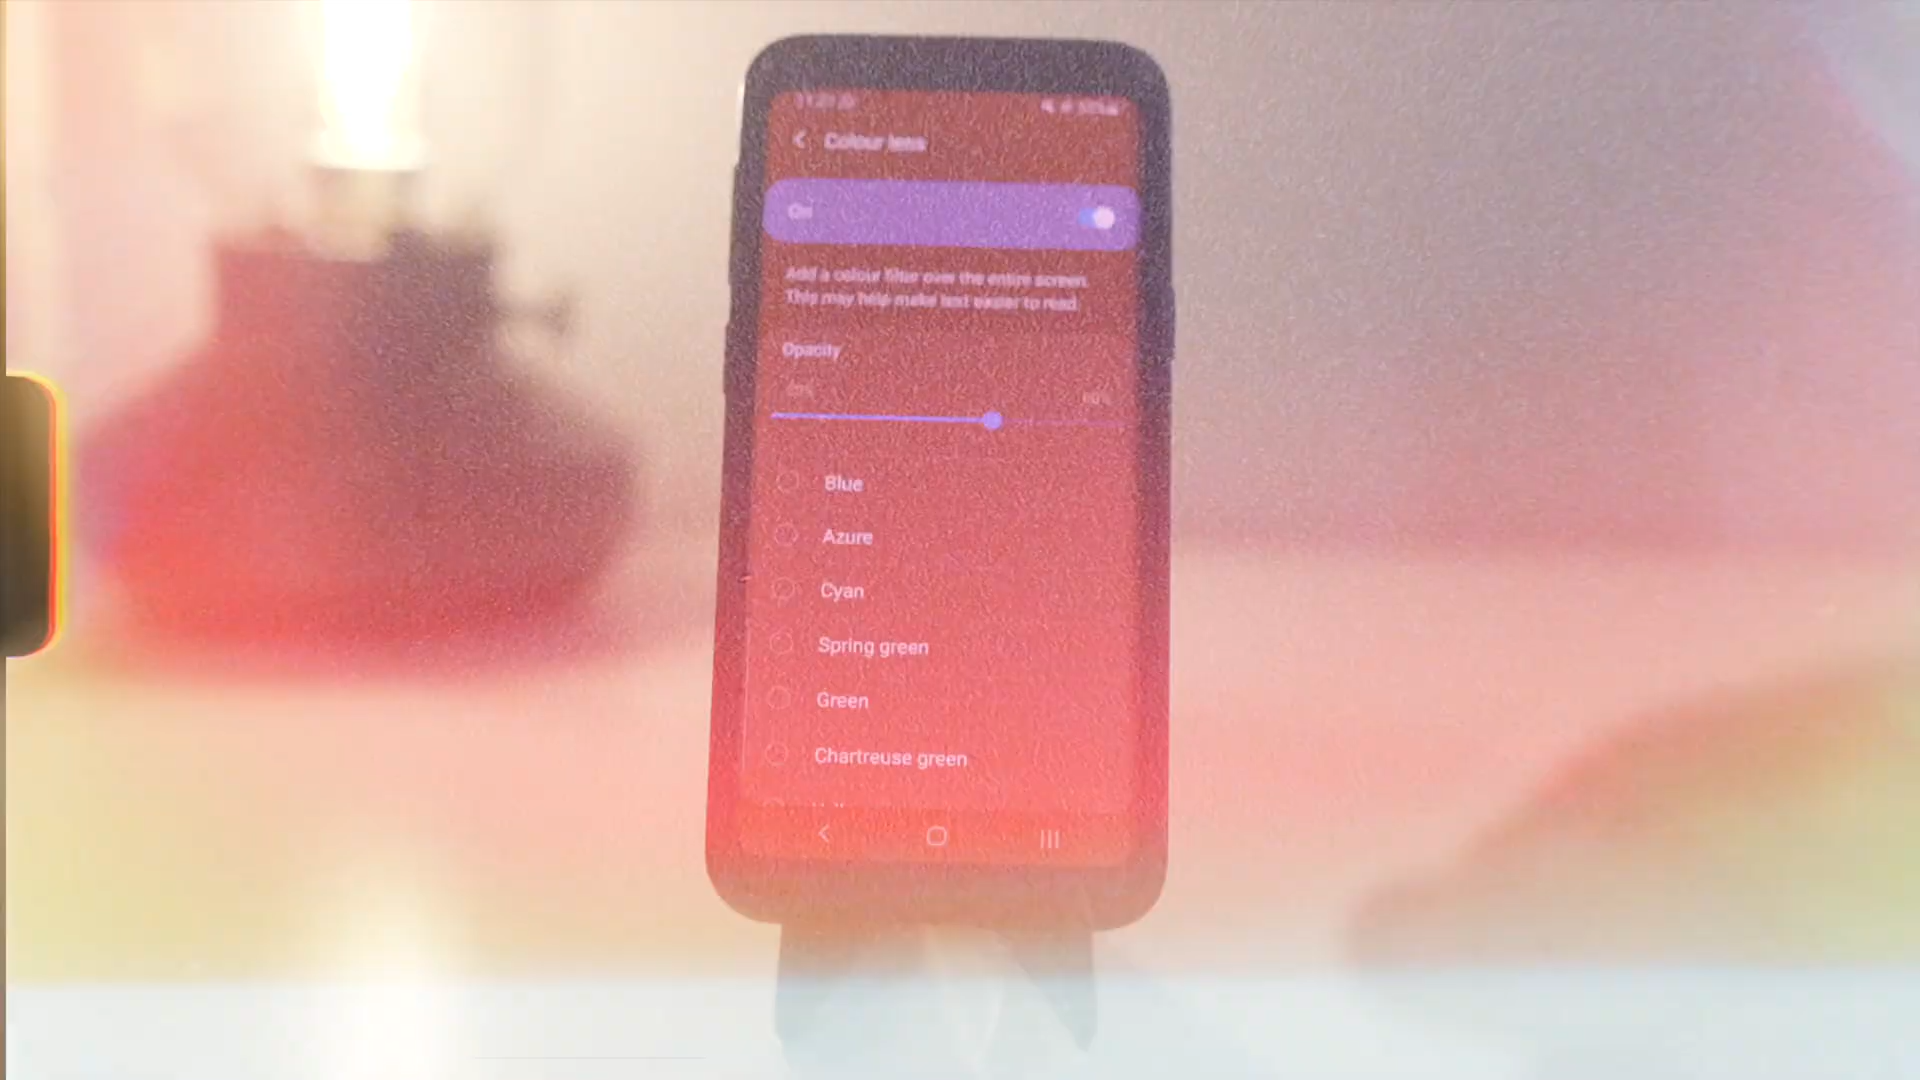 Colour lens
On
Add a colour filter over the entire screen.
This may help make text easier to read.
Opacity
Blue
Azure
Cyan
Spring green
Green
Chartreuse green